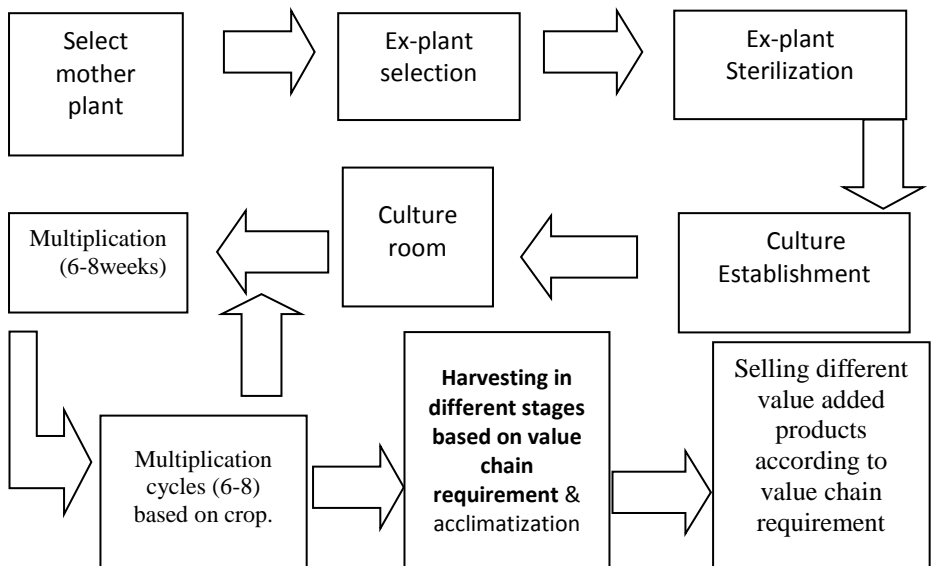 Select
mother
plant
Ex-plant
selection
Ex-plant
Sterilization
Culture
Establishment
Culture
room
Multiplication
(6-8weeks)
Multiplication
cycles (6-8)
based on crop.
Harvesting in
different stages
based on value
chain
requirement &
acclimatization
Selling different
value added
products
according to
value chain
requirement